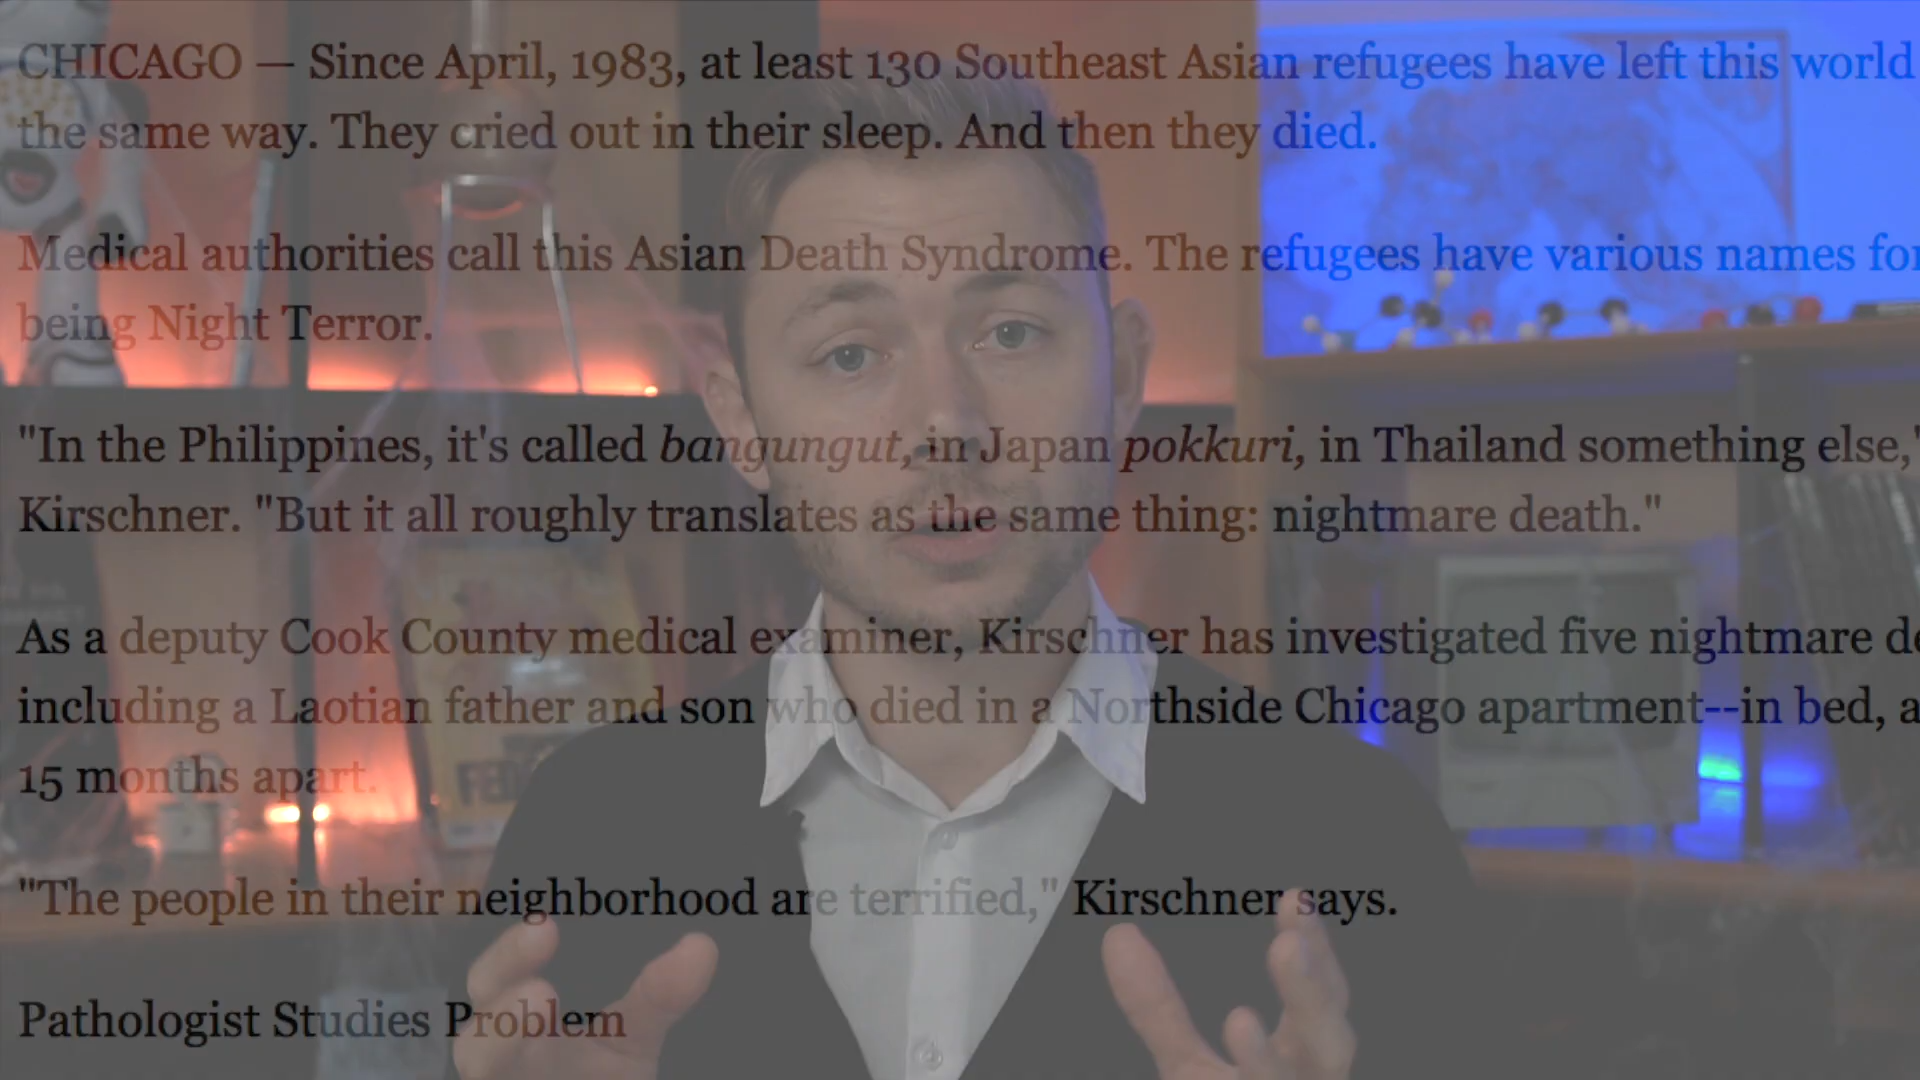 CHICAGO — Since April, 1983, at least 130 Southeast Asian refugees have left this world
the same way. They cried out in their sleep. And then they died.
Medical authorities call this Asian Death Syndrome. The refugees have various names for
being Night Terror.
"In the Philippines, it's called bangungut, in Japan pokkuri, in Thailand something else,"
Kirschner. "But it all roughly translates as the same thing: nightmare death."
As a deputy Cook County medical examiner, Kirschner has investigated five nightmare
including a Laotian father and son who died in a Northside Chicago apartment--in bed,
15 months apart.
"The people in their neighborhood are terrified," Kirschner says.
Pathologist Studies Problem